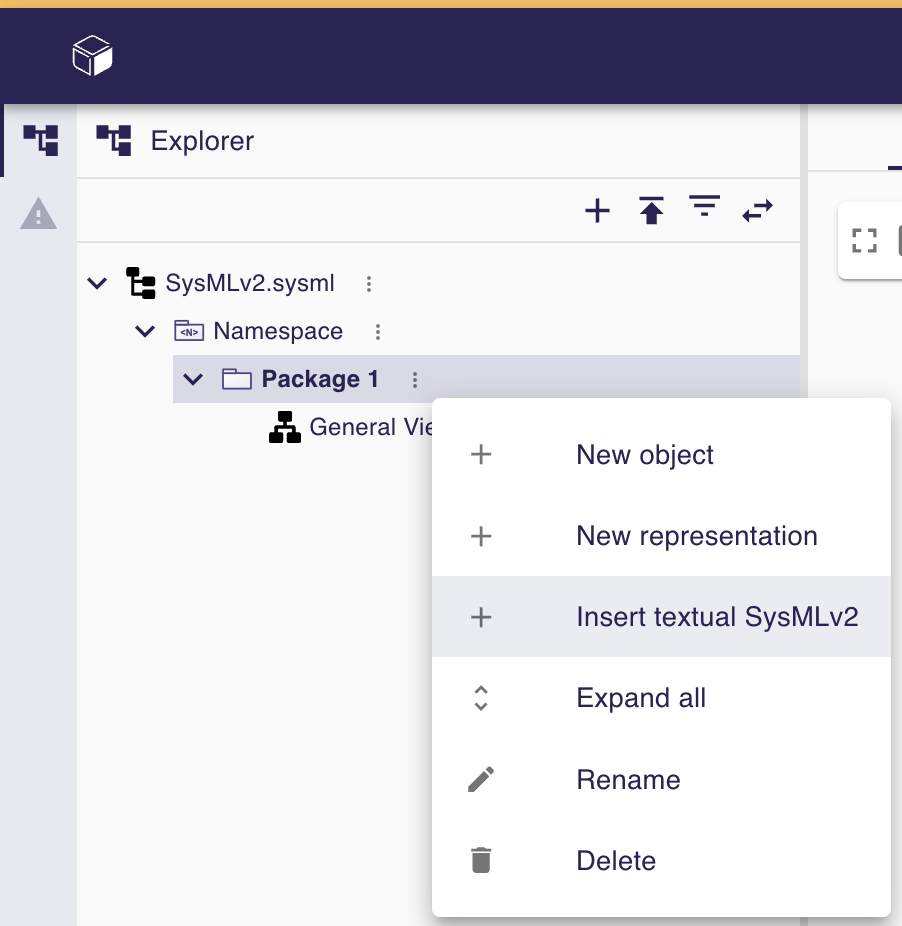 Explorer
SysMLv2.sysml
<N> Namespace
Package 1
General Vie
New object
New representation
Insert textual SysMLv2
Expand all
Rename
Delete